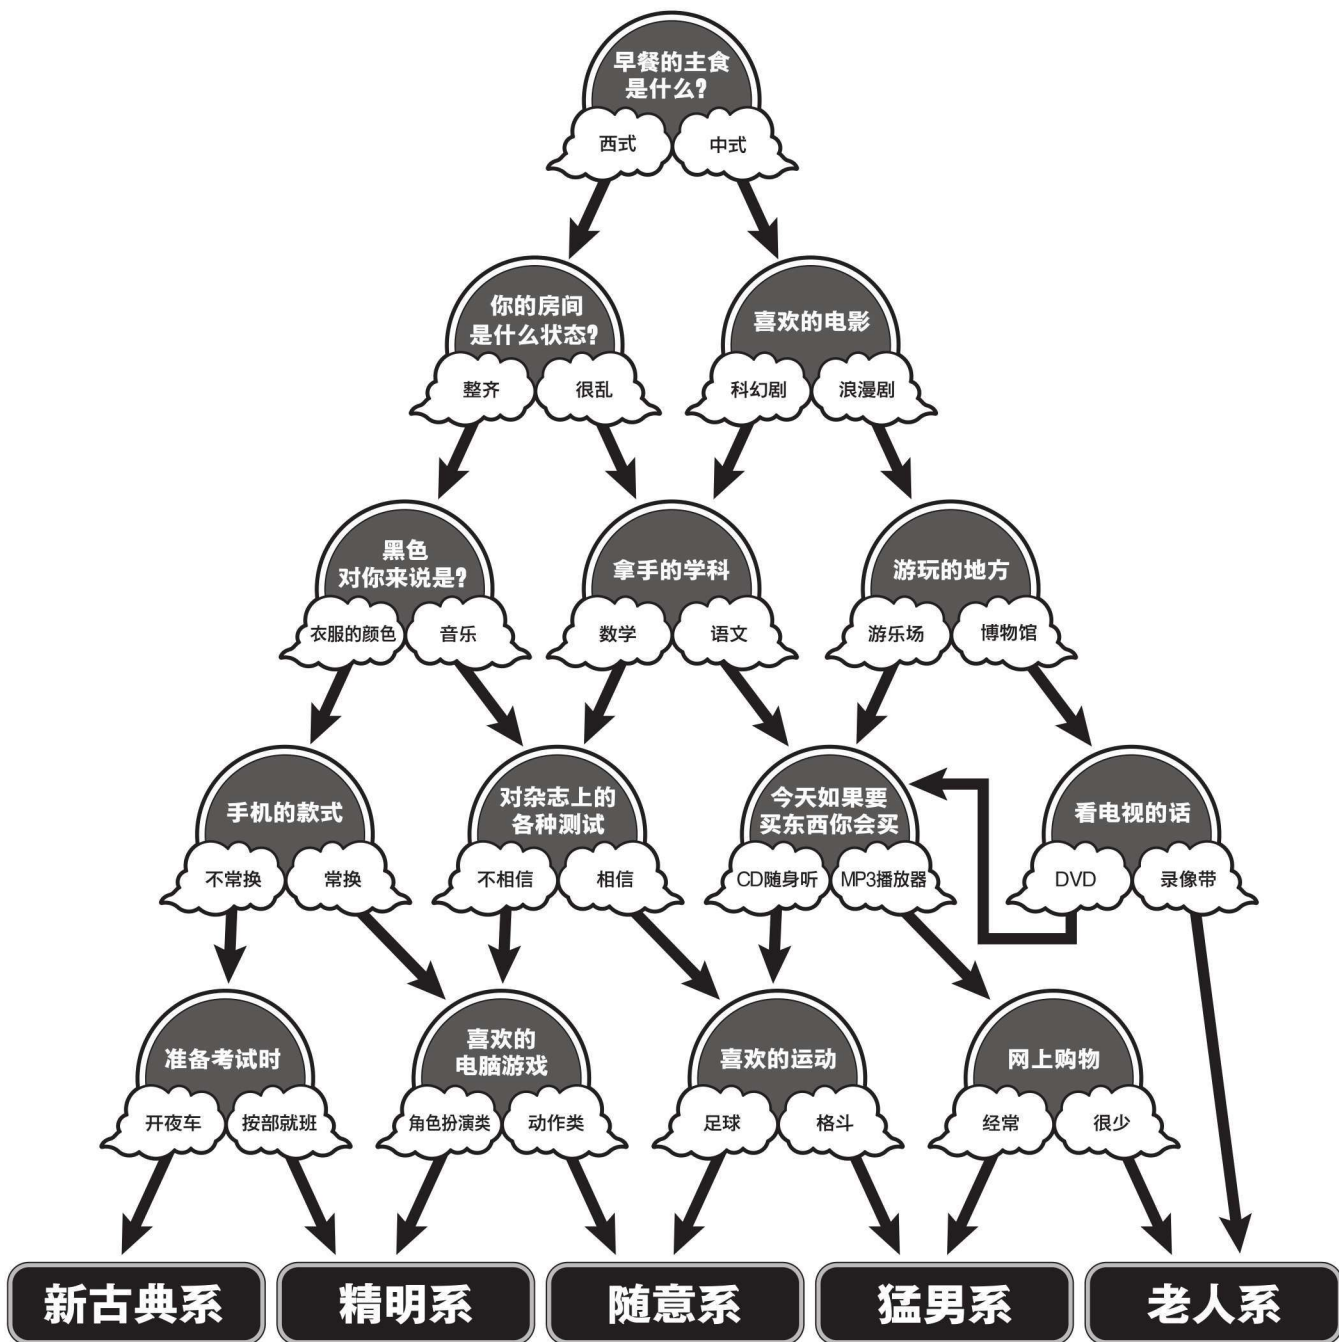 早餐的主食
是什么？
西式
中式
你的房间
是什么状态？
喜欢的电影
整齐
很乱
科幻剧
浪漫剧
黑色
对你来说是？
拿手的学科
游玩的地方
衣服的颜色
音乐
数学
语文
游乐场
博物馆
手机的款式
对杂志上的
各种测试
今天如果要
买东西你会买
看电视的话
不常换
常换
不相信
相信
CD随身听
MP3播放器
DVD
录像带
准备考试时
喜欢的
电脑游戏
喜欢的运动
网上购物
开夜车
按部就班
角色扮演类
动作类
足球
格斗
经常
很少
新古典系
精明系
随意系
猛男系
老人系